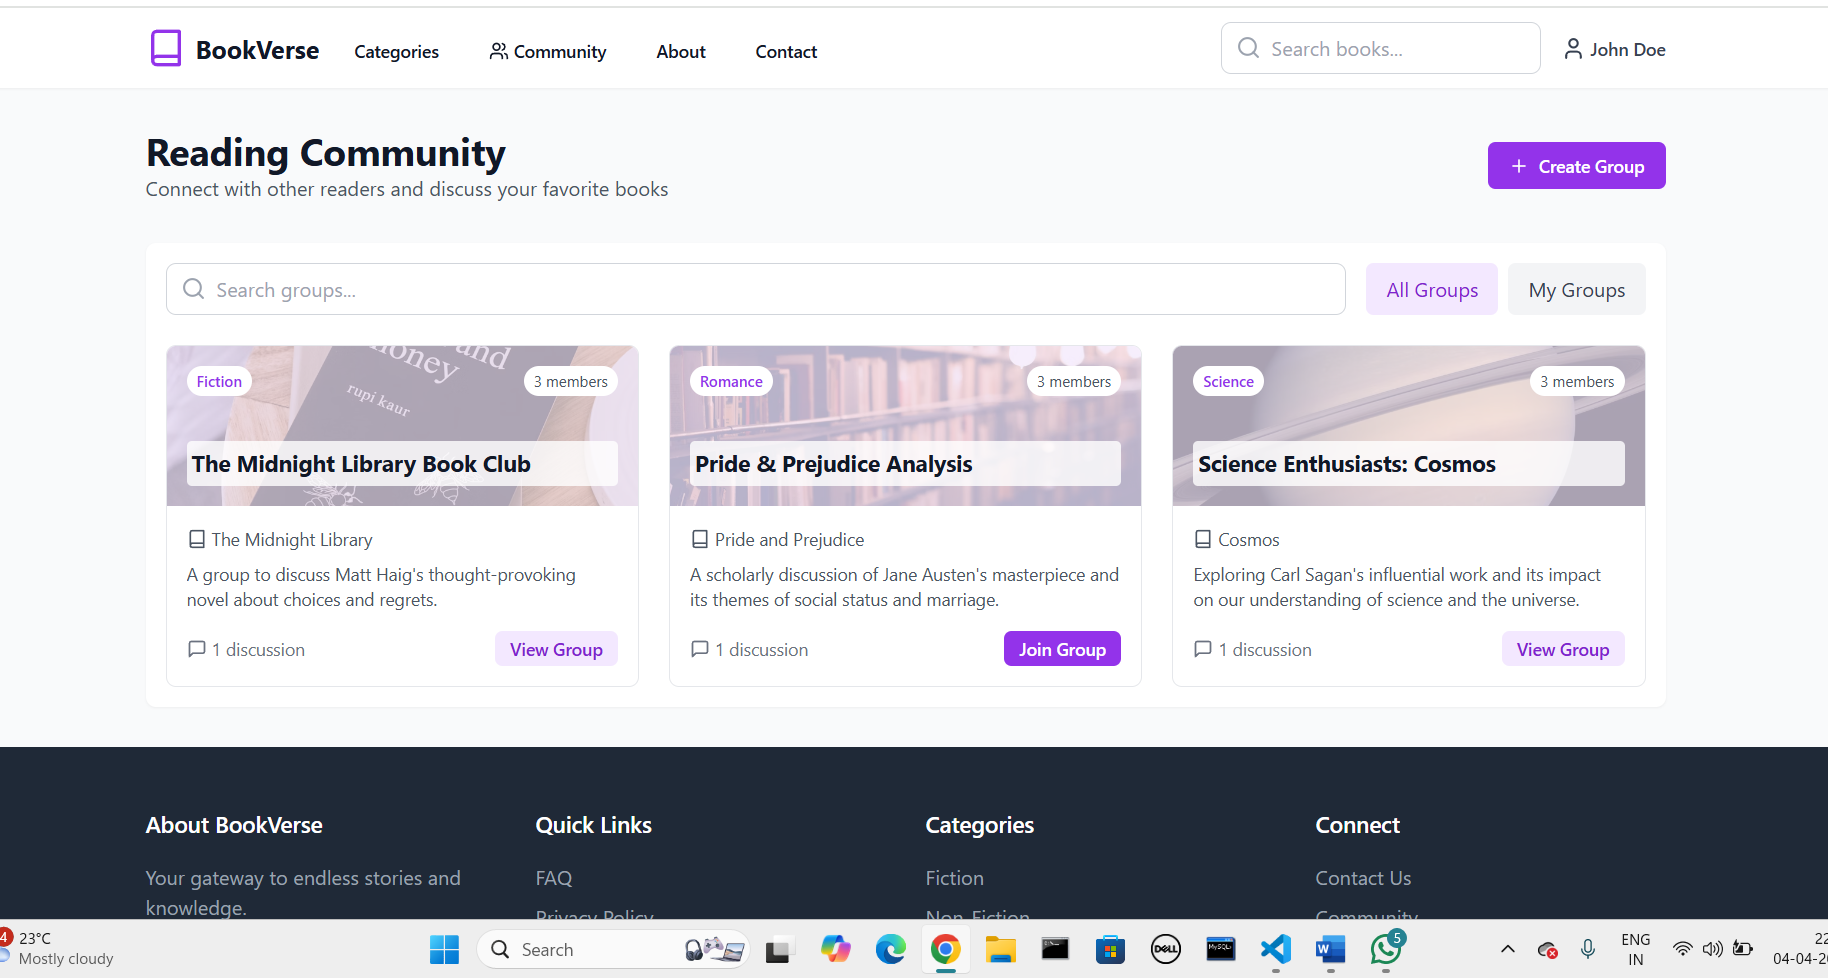 BookVerse
Categories
Community
About
Contact
Search books...
John Doe
Reading Community
Connect with other readers and discuss your favorite books
Create Group
Search groups...
All Groups
My Groups
and
honey
rupi kaur
Fiction
3 members
The Midnight Library Book Club
The Midnight Library
A group to discuss Matt Haig's thought-provoking
novel about choices and regrets.
1 discussion
View Group
Romance
3 members
Pride & Prejudice Analysis
Pride and Prejudice
A scholarly discussion of Jane Austen's masterpiece and
its themes of social status and marriage.
1 discussion
Join Group
Science
3 members
Science Enthusiasts: Cosmos
Cosmos
Exploring Carl Sagan's influential work and its impact
on our understanding of science and the universe.
1 discussion
View Group
About BookVerse
Your gateway to endless stories and
knowledge.
Quick Links
FAQ
Privacy Policy
Categories
Fiction
Non-Fiction
Connect
Contact Us
Community
4
23°C
Mostly cloudy
Search
DELL
MySQL
W
5
ENG
IN
22
04-04-20